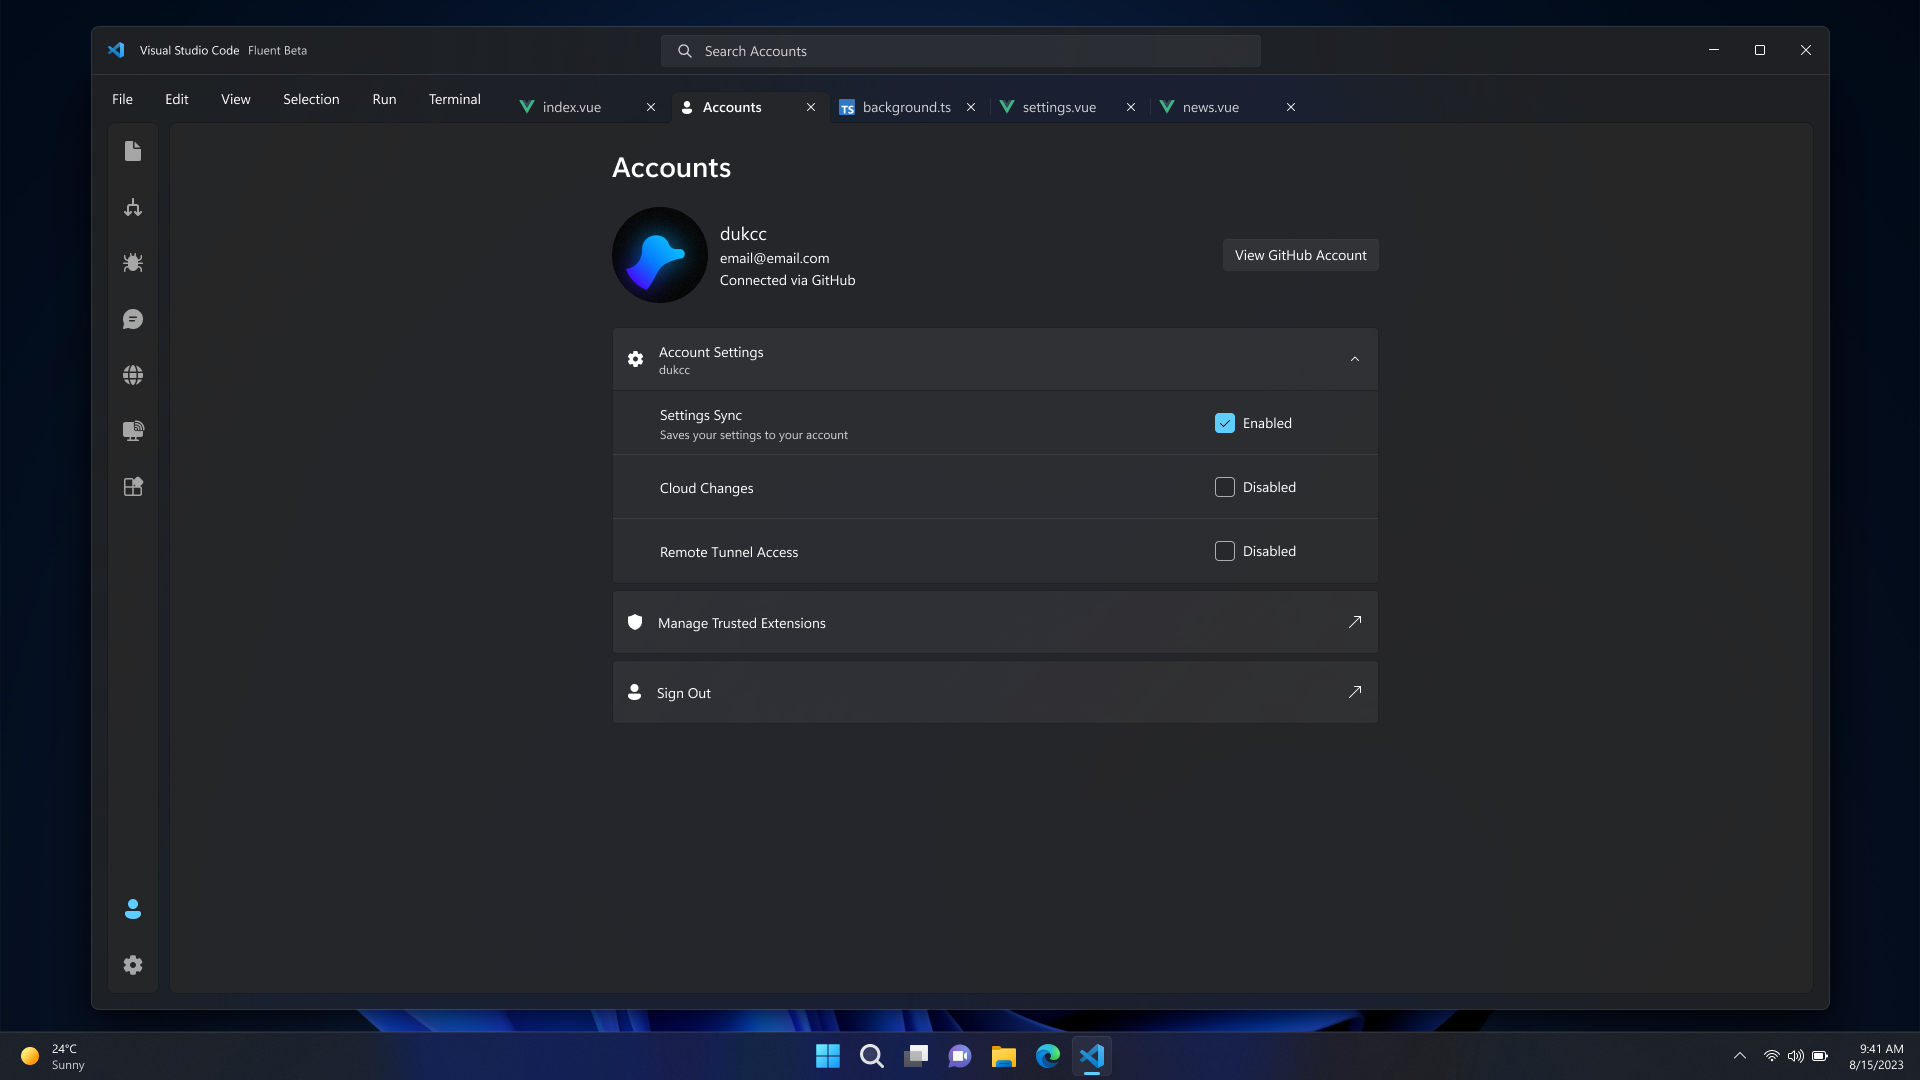 Visual Studio Code Fluent Beta
Search Accounts
File Edit View Selection Run Terminal
index.vue Accounts TS background.ts settings.vue news.vue
Accounts
dukcc
email@email.com
Connected via GitHub
View GitHub Account
Account Settings
dukcc
Settings Sync
Saves your settings to your account
Enabled
Cloud Changes
Disabled
Remote Tunnel Access
Disabled
Manage Trusted Extensions
Sign Out
24°C
Sunny
9:41 AM
8/15/2023